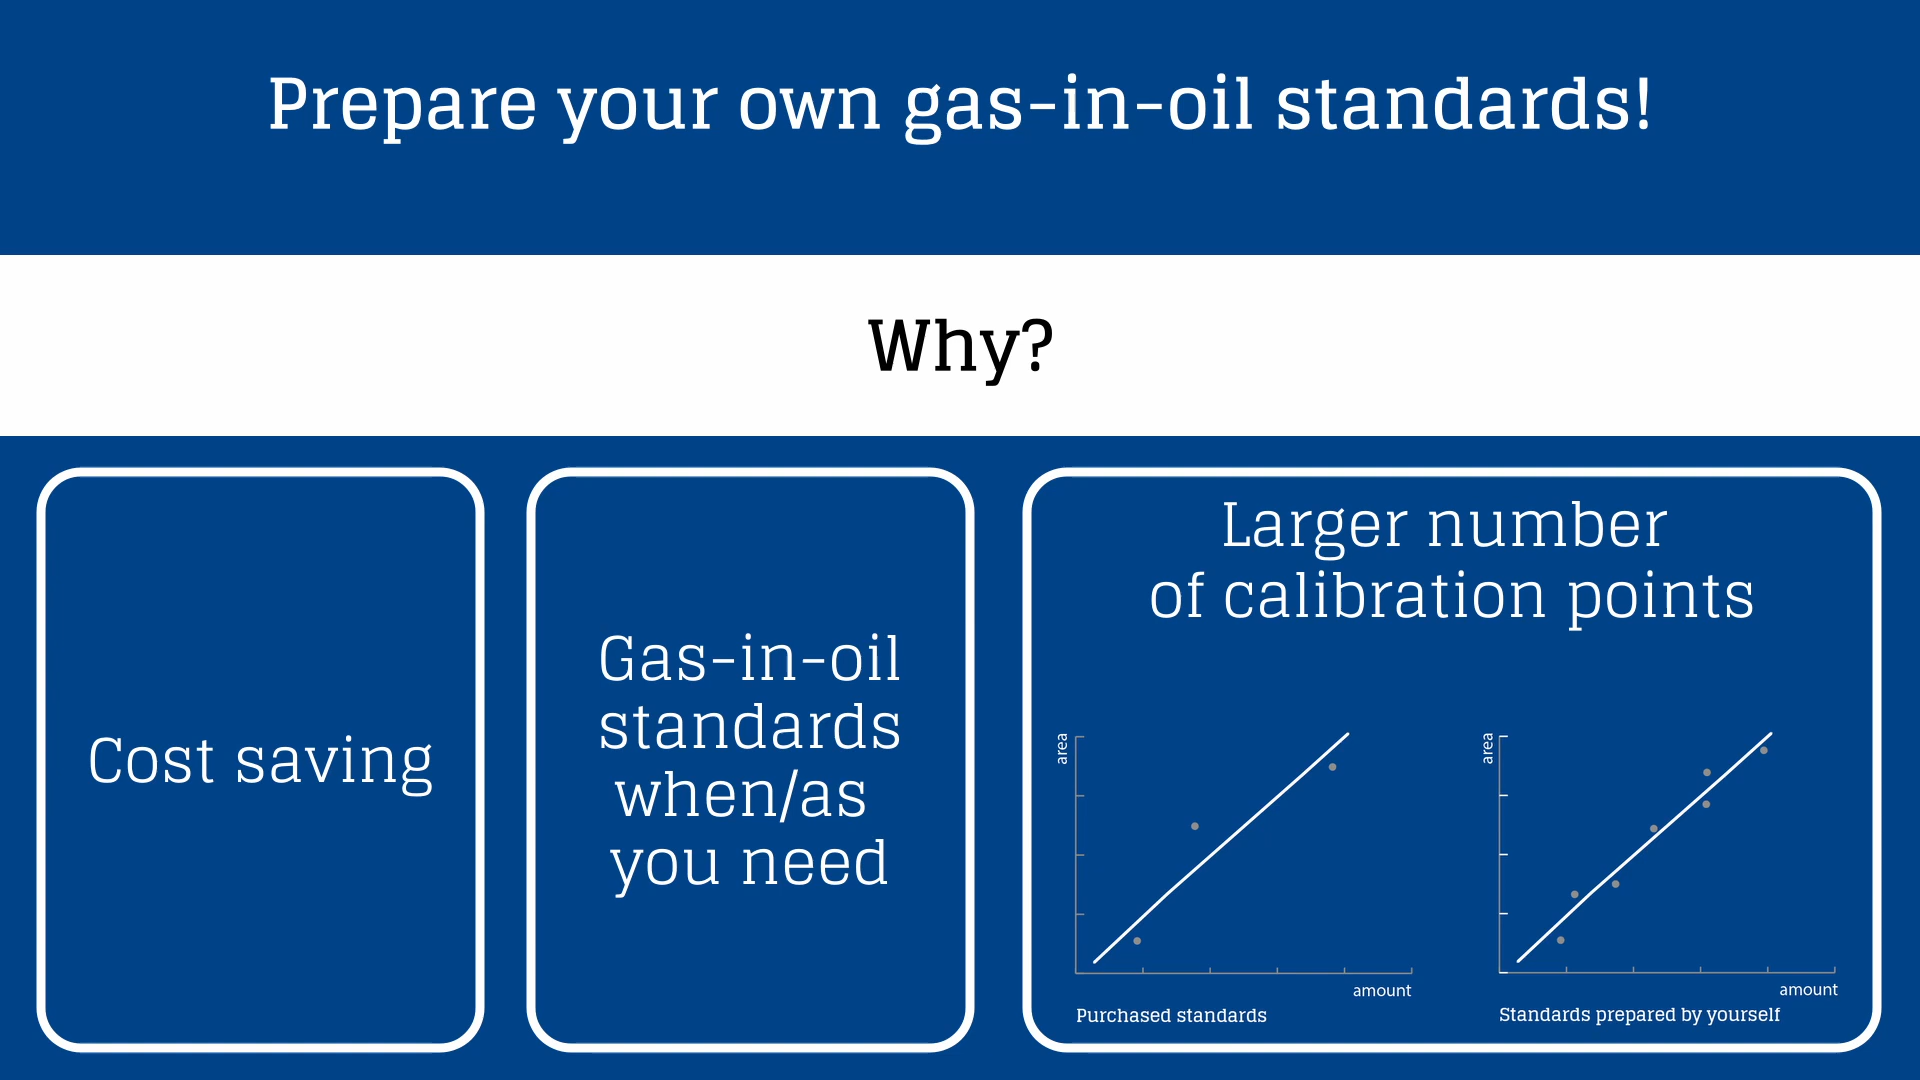 Prepare your own gas-in-oil standards!
Why?
Cost saving
Gas-in-oil
standards
when/as
you need
Larger number
of calibration points
area
amount
Purchased standards
area
amount
Standards prepared by yourself